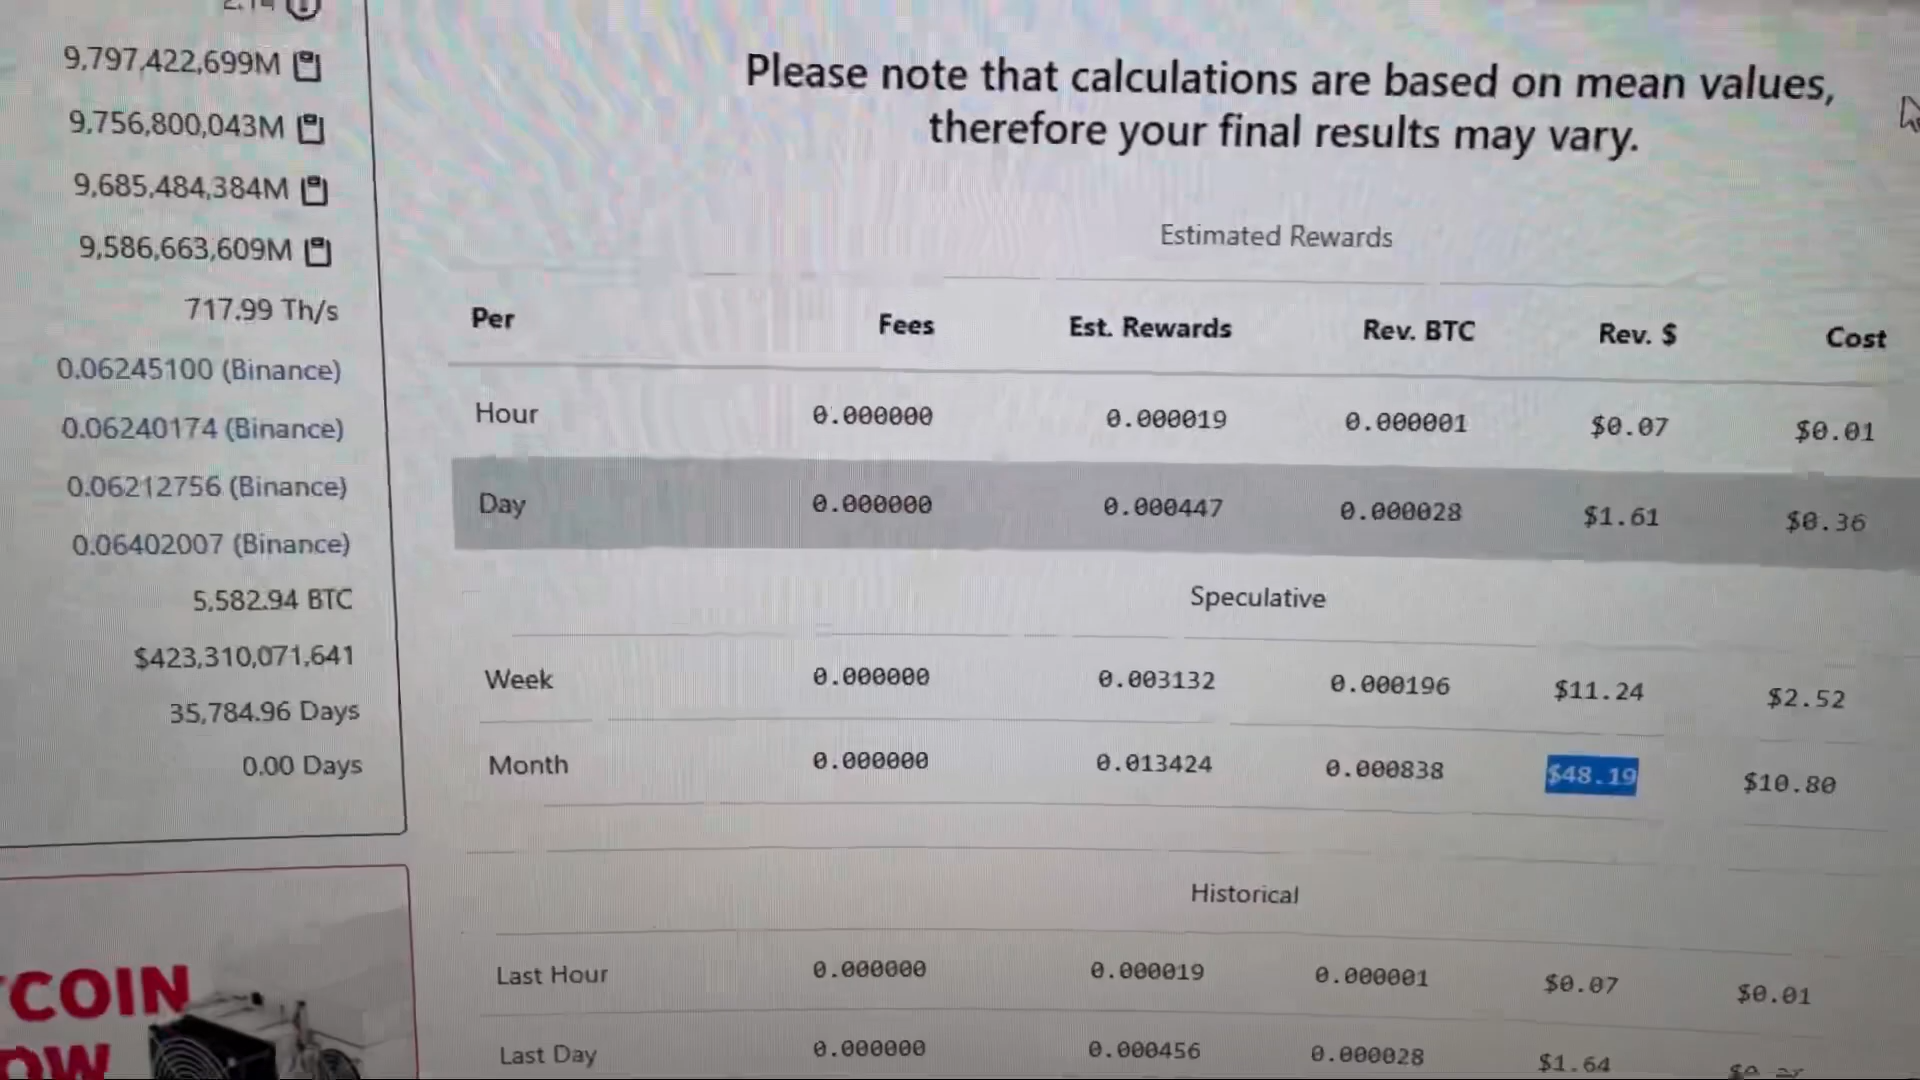 9,797,422,699M
9,756,800,043M
9,685,484,384M
9,586,663,609M
717.99 Th/s
0.06245100 (Binance)
0.06240174 (Binance)
0.06212756 (Binance)
0.06402007 (Binance)
5,582.94 BTC
$423,310,071,641
35,784.96 Days
0.00 Days
COIN
OW
Please note that calculations are based on mean values,
therefore your final results may vary.
Estimated Rewards
Per Fees Est. Rewards Rev. BTC Rev. $ Cost
Hour 0.000000 0.000019 0.000001 $0.07 $0.01
Day 0.000000 0.000447 0.000028 $1.61 $0.36
Speculative
Week 0.000000 0.003132 0.000196 $11.24 $2.52
Month 0.000000 0.013424 0.000838 $48.19 $10.80
Historical
Last Hour 0.000000 0.000019 0.000001 $0.07 $0.01
Last Day 0.000000 0.000456 0.000028 $1.64